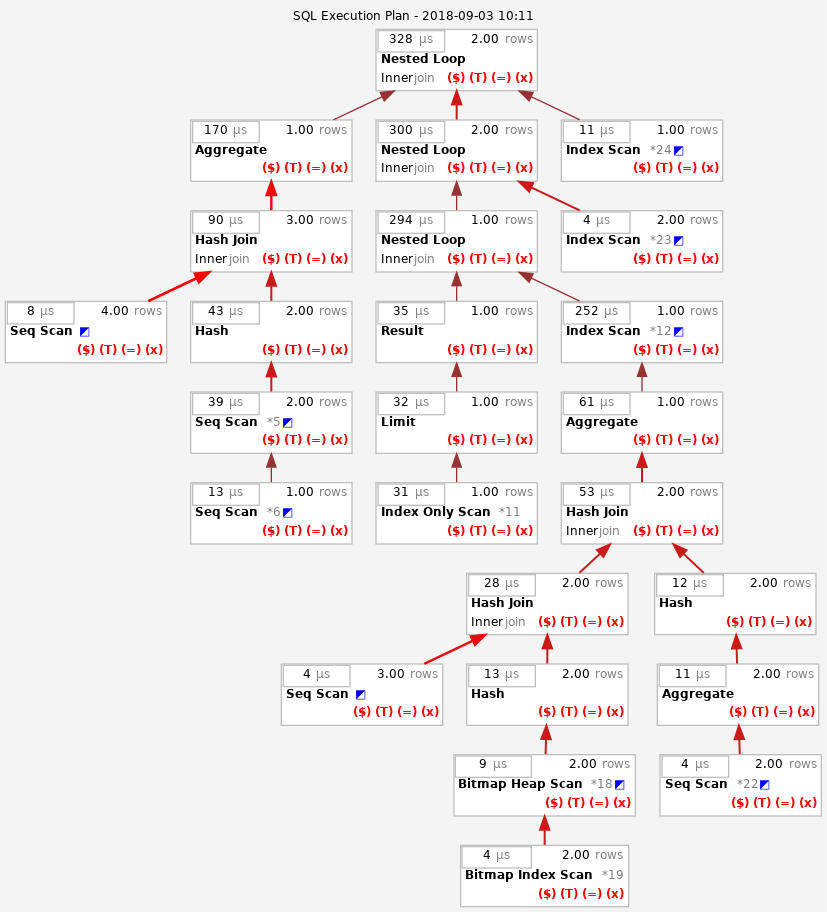 SQL Execution Plan - 2018-09-03 10:11
328 µs 2.00 rows
Nested Loop
Inner join ($) (T) (=) (x)
170 µs 1.00 rows
Aggregate
($) (T) (=) (x)
300 µs 2.00 rows
Nested Loop
Inner join ($) (T) (=) (x)
11 µs 1.00 rows
Index Scan *24
($) (T) (=) (x)
90 µs 3.00 rows
Hash Join
Inner join ($) (T) (=) (x)
294 µs 1.00 rows
Nested Loop
Inner join ($) (T) (=) (x)
4 µs 2.00 rows
Index Scan *23
($) (T) (=) (x)
8 µs 4.00 rows
Seq Scan
($) (T) (=) (x)
43 µs 2.00 rows
Hash
($) (T) (=) (x)
35 µs 1.00 rows
Result
($) (T) (=) (x)
252 µs 1.00 rows
Index Scan *12
($) (T) (=) (x)
39 µs 2.00 rows
Seq Scan *5
($) (T) (=) (x)
32 µs 1.00 rows
Limit
($) (T) (=) (x)
61 µs 1.00 rows
Aggregate
($) (T) (=) (x)
13 µs 1.00 rows
Seq Scan *6
($) (T) (=) (x)
31 µs 1.00 rows
Index Only Scan *11
($) (T) (=) (x)
53 µs 2.00 rows
Hash Join
Inner join ($) (T) (=) (x)
28 µs 2.00 rows
Hash Join
Inner join ($) (T) (=) (x)
12 µs 2.00 rows
Hash
($) (T) (=) (x)
4 µs 3.00 rows
Seq Scan
($) (T) (=) (x)
13 µs 2.00 rows
Hash
($) (T) (=) (x)
11 µs 2.00 rows
Aggregate
($) (T) (=) (x)
9 µs 2.00 rows
Bitmap Heap Scan *18
($) (T) (=) (x)
4 µs 2.00 rows
Seq Scan *22
($) (T) (=) (x)
4 µs 2.00 rows
Bitmap Index Scan *19
($) (T) (=) (x)